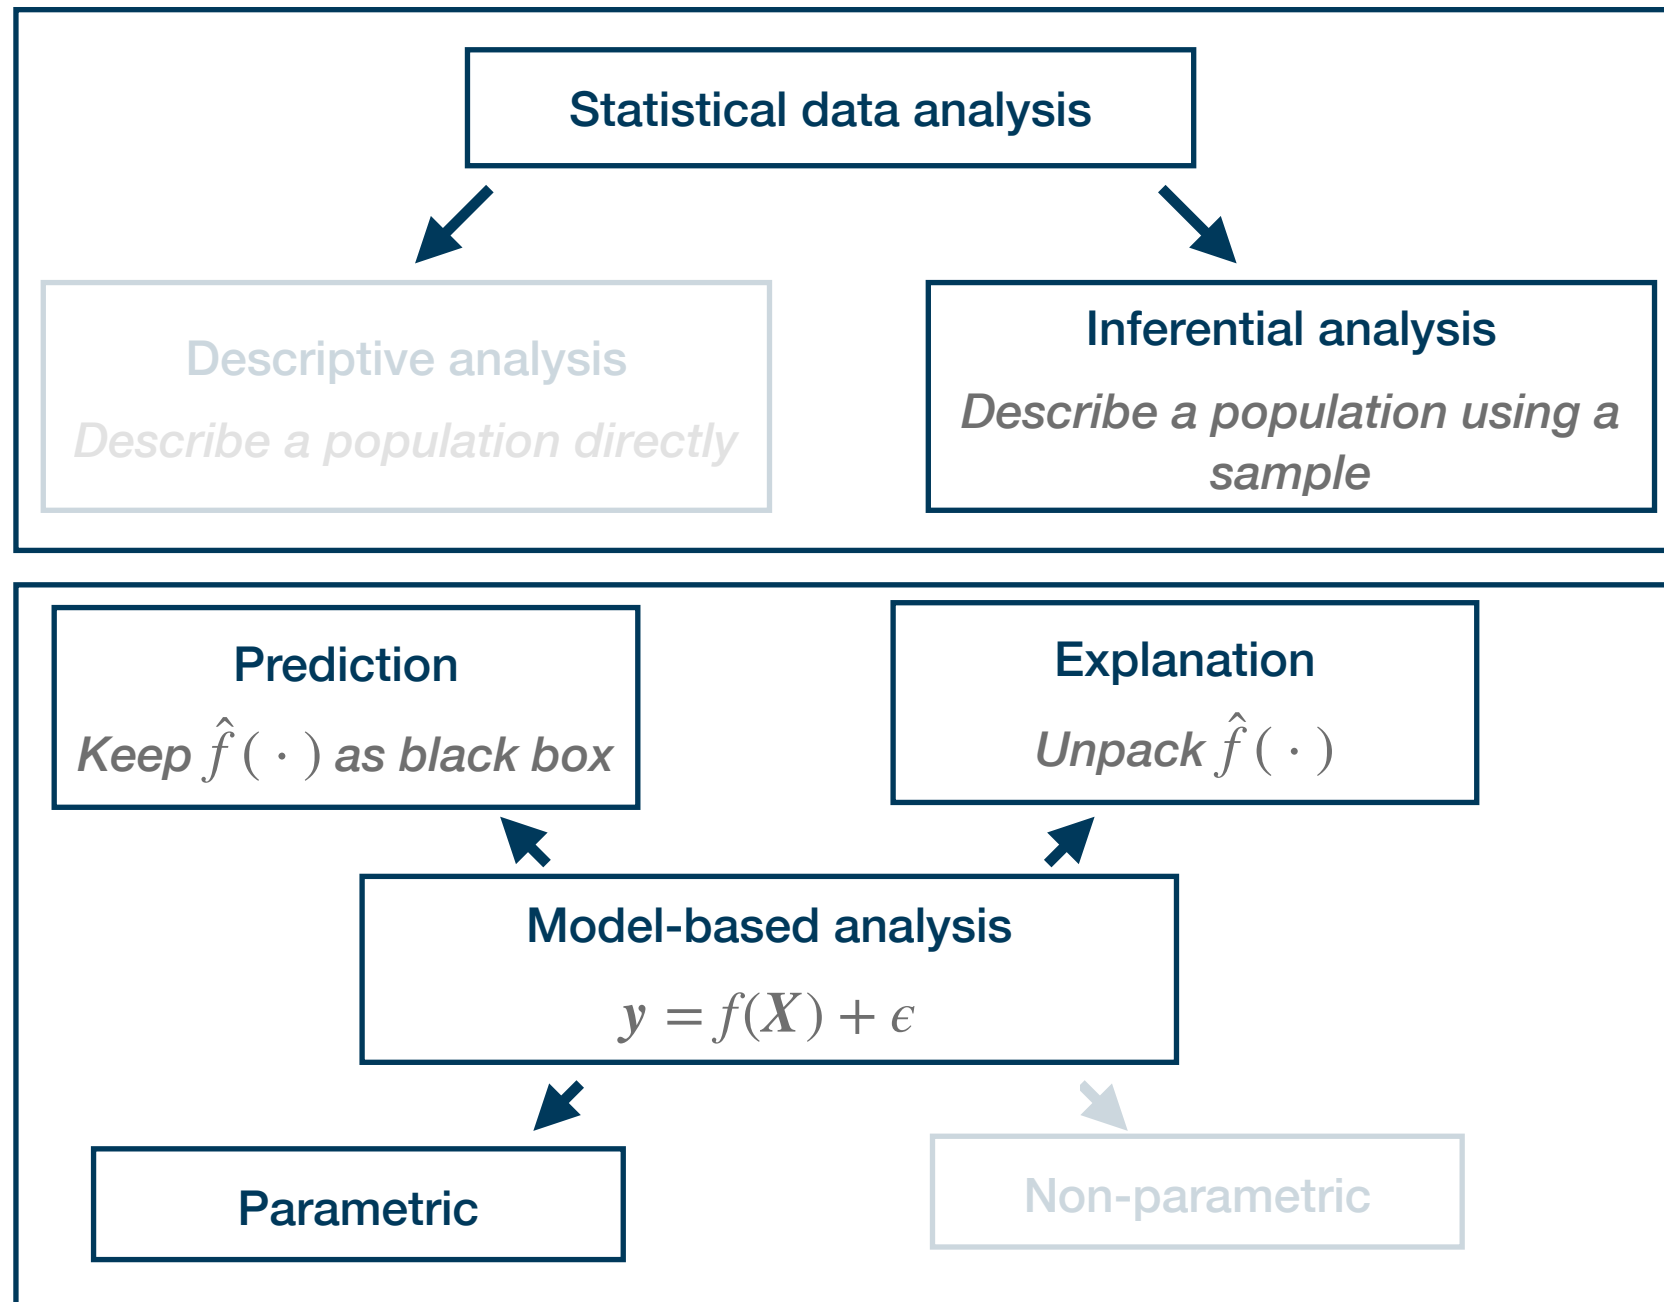 Statistical data analysis
Descriptive analysis
Describe a population directly
Inferential analysis
Describe a population using a
sample
Prediction
Keep f̂ ( · ) as black box
Explanation
Unpack f̂ ( · )
Model-based analysis
y = f(X) + ϵ
Parametric
Non-parametric